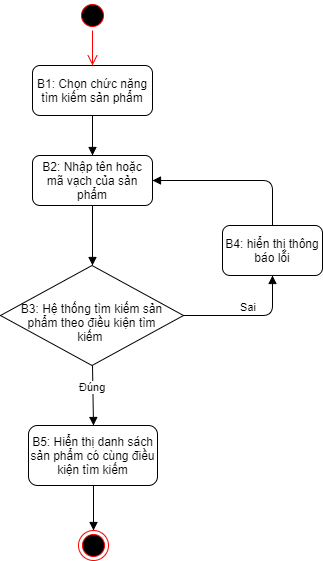 B1: Chọn chức năng
tìm kiếm sản phẩm
B2: Nhập tên hoặc
mã vạch của sản
phẩm
B4: hiển thị thông
báo lỗi
B3: Hệ thống tìm kiếm sản
phẩm theo điều kiện tìm
kiếm
Sai
Đúng
B5: Hiển thị danh sách
sản phẩm có cùng điều
kiện tìm kiếm